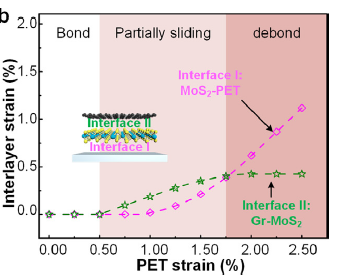 b
Bond
Partially sliding
debond
Interface I:
MoS2-PET
Interface II
Interface I
Interface II:
Gr-MoS2
Interlayer strain (%)
2.0
1.5
1.0
0.5
0.0
0.00 0.50 1.00 1.50 2.00 2.50
PET strain (%)